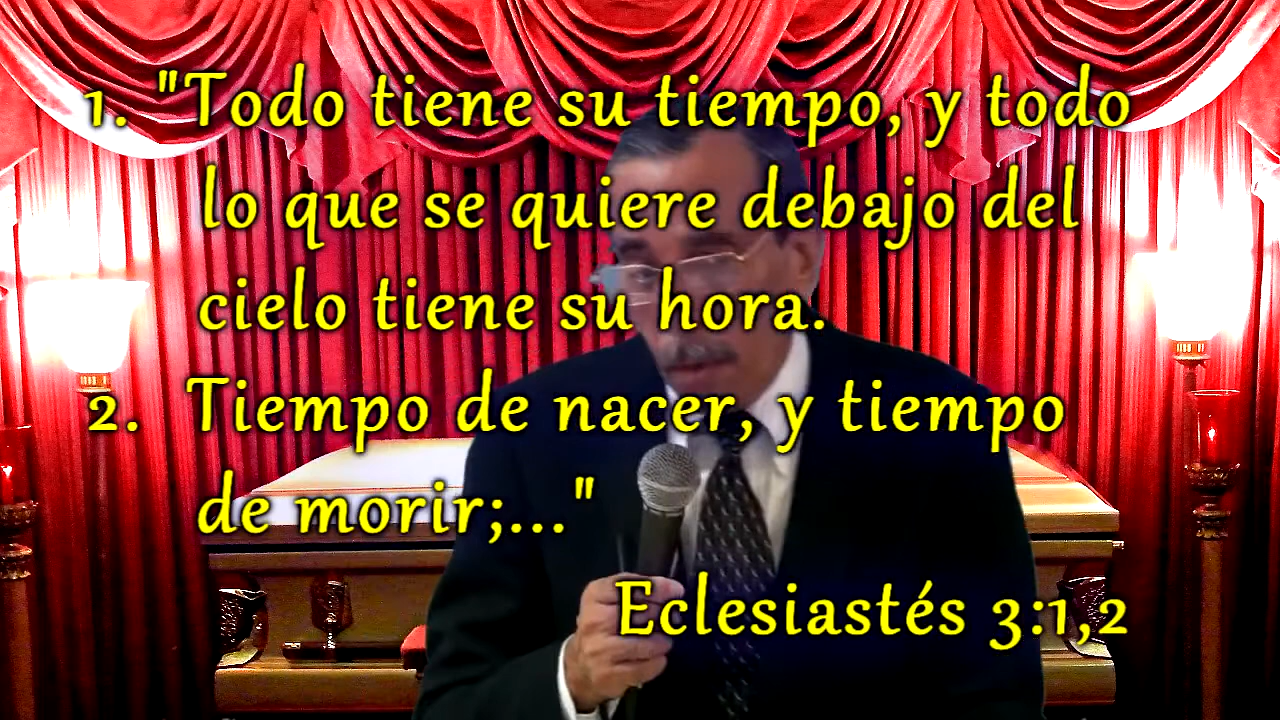 1. "Todo tiene su tiempo, y todo
lo que se quiere debajo del
cielo tiene su hora.
2. Tiempo de nacer, y tiempo
de morir;..."
Eclesiastés 3:1,2